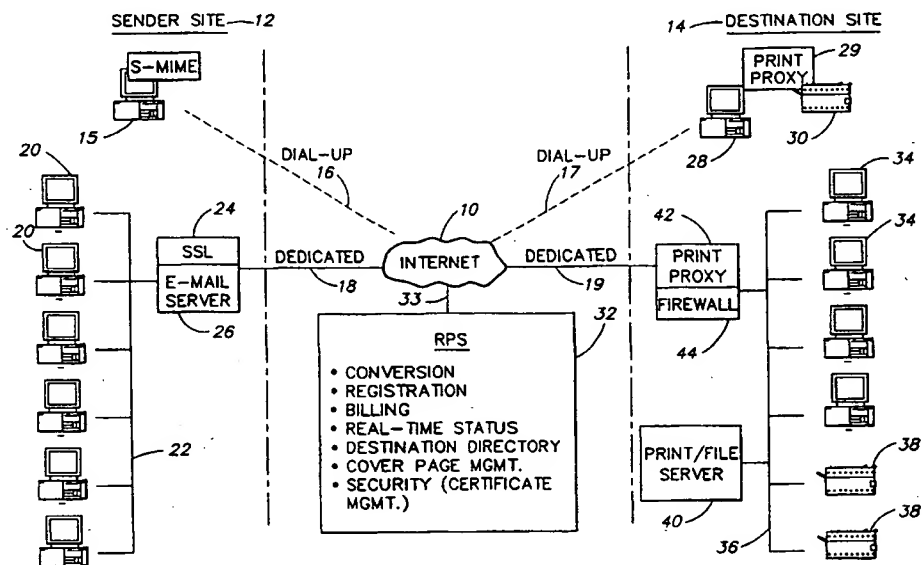 SENDER SITE 12
14 DESTINATION SITE
S-MIME
15
PRINT PROXY
29
30
28
DIAL-UP
16
DIAL-UP
17
20
20
24
SSL
E-MAIL SERVER
26
22
DEDICATED
18
10
INTERNET
33
DEDICATED
19
42
PRINT PROXY
FIREWALL
44
34
34
32
RPS
• CONVERSION
• REGISTRATION
• BILLING
• REAL-TIME STATUS
• DESTINATION DIRECTORY
• COVER PAGE MGMT.
• SECURITY (CERTIFICATE
MGMT.)
PRINT/FILE
SERVER
40
36
38
38